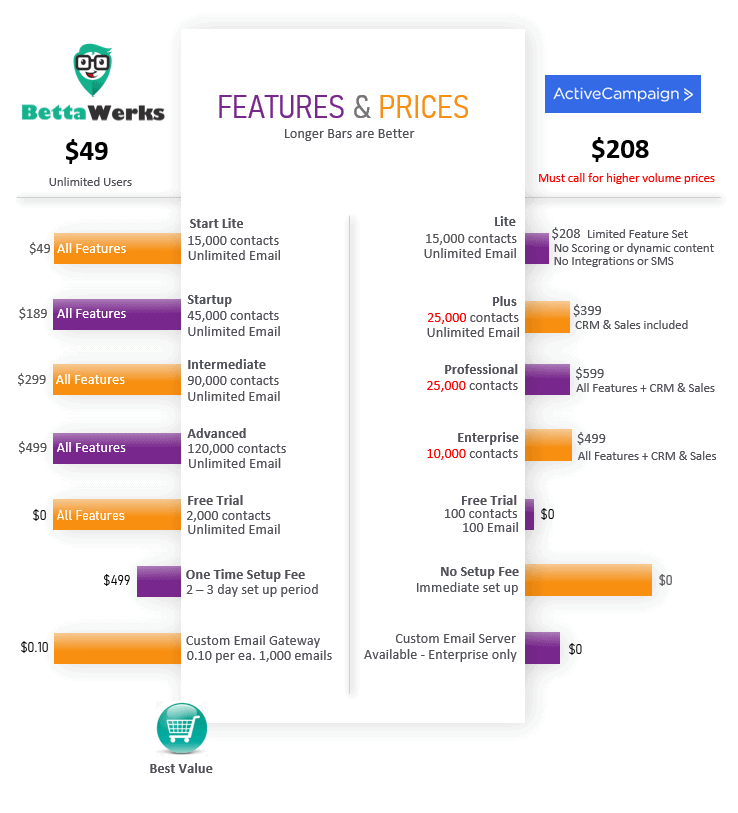 BettaWerks
$49
Unlimited Users
FEATURES & PRICES
Longer Bars are Better
ActiveCampaign >
$208
Must call for higher volume prices
$49
All Features
Start Lite
15,000 contacts
Unlimited Email
Lite
15,000 contacts
Unlimited Email
$208 Limited Feature Set
No Scoring or dynamic content
No Integrations or SMS
$189
All Features
Startup
45,000 contacts
Unlimited Email
Plus
25,000 contacts
Unlimited Email
$399
CRM & Sales included
$299
All Features
Intermediate
90,000 contacts
Unlimited Email
Professional
25,000 contacts
$599
All Features + CRM & Sales
$499
All Features
Advanced
120,000 contacts
Unlimited Email
Enterprise
10,000 contacts
$499
All Features + CRM & Sales
$0
All Features
Free Trial
2,000 contacts
Unlimited Email
Free Trial
100 contacts
100 Email
$0
$499
One Time Setup Fee
2 – 3 day set up period
No Setup Fee
Immediate set up
$0
$0.10
Custom Email Gateway
0.10 per ea. 1,000 emails
Custom Email Server
Available - Enterprise only
$0
Best Value